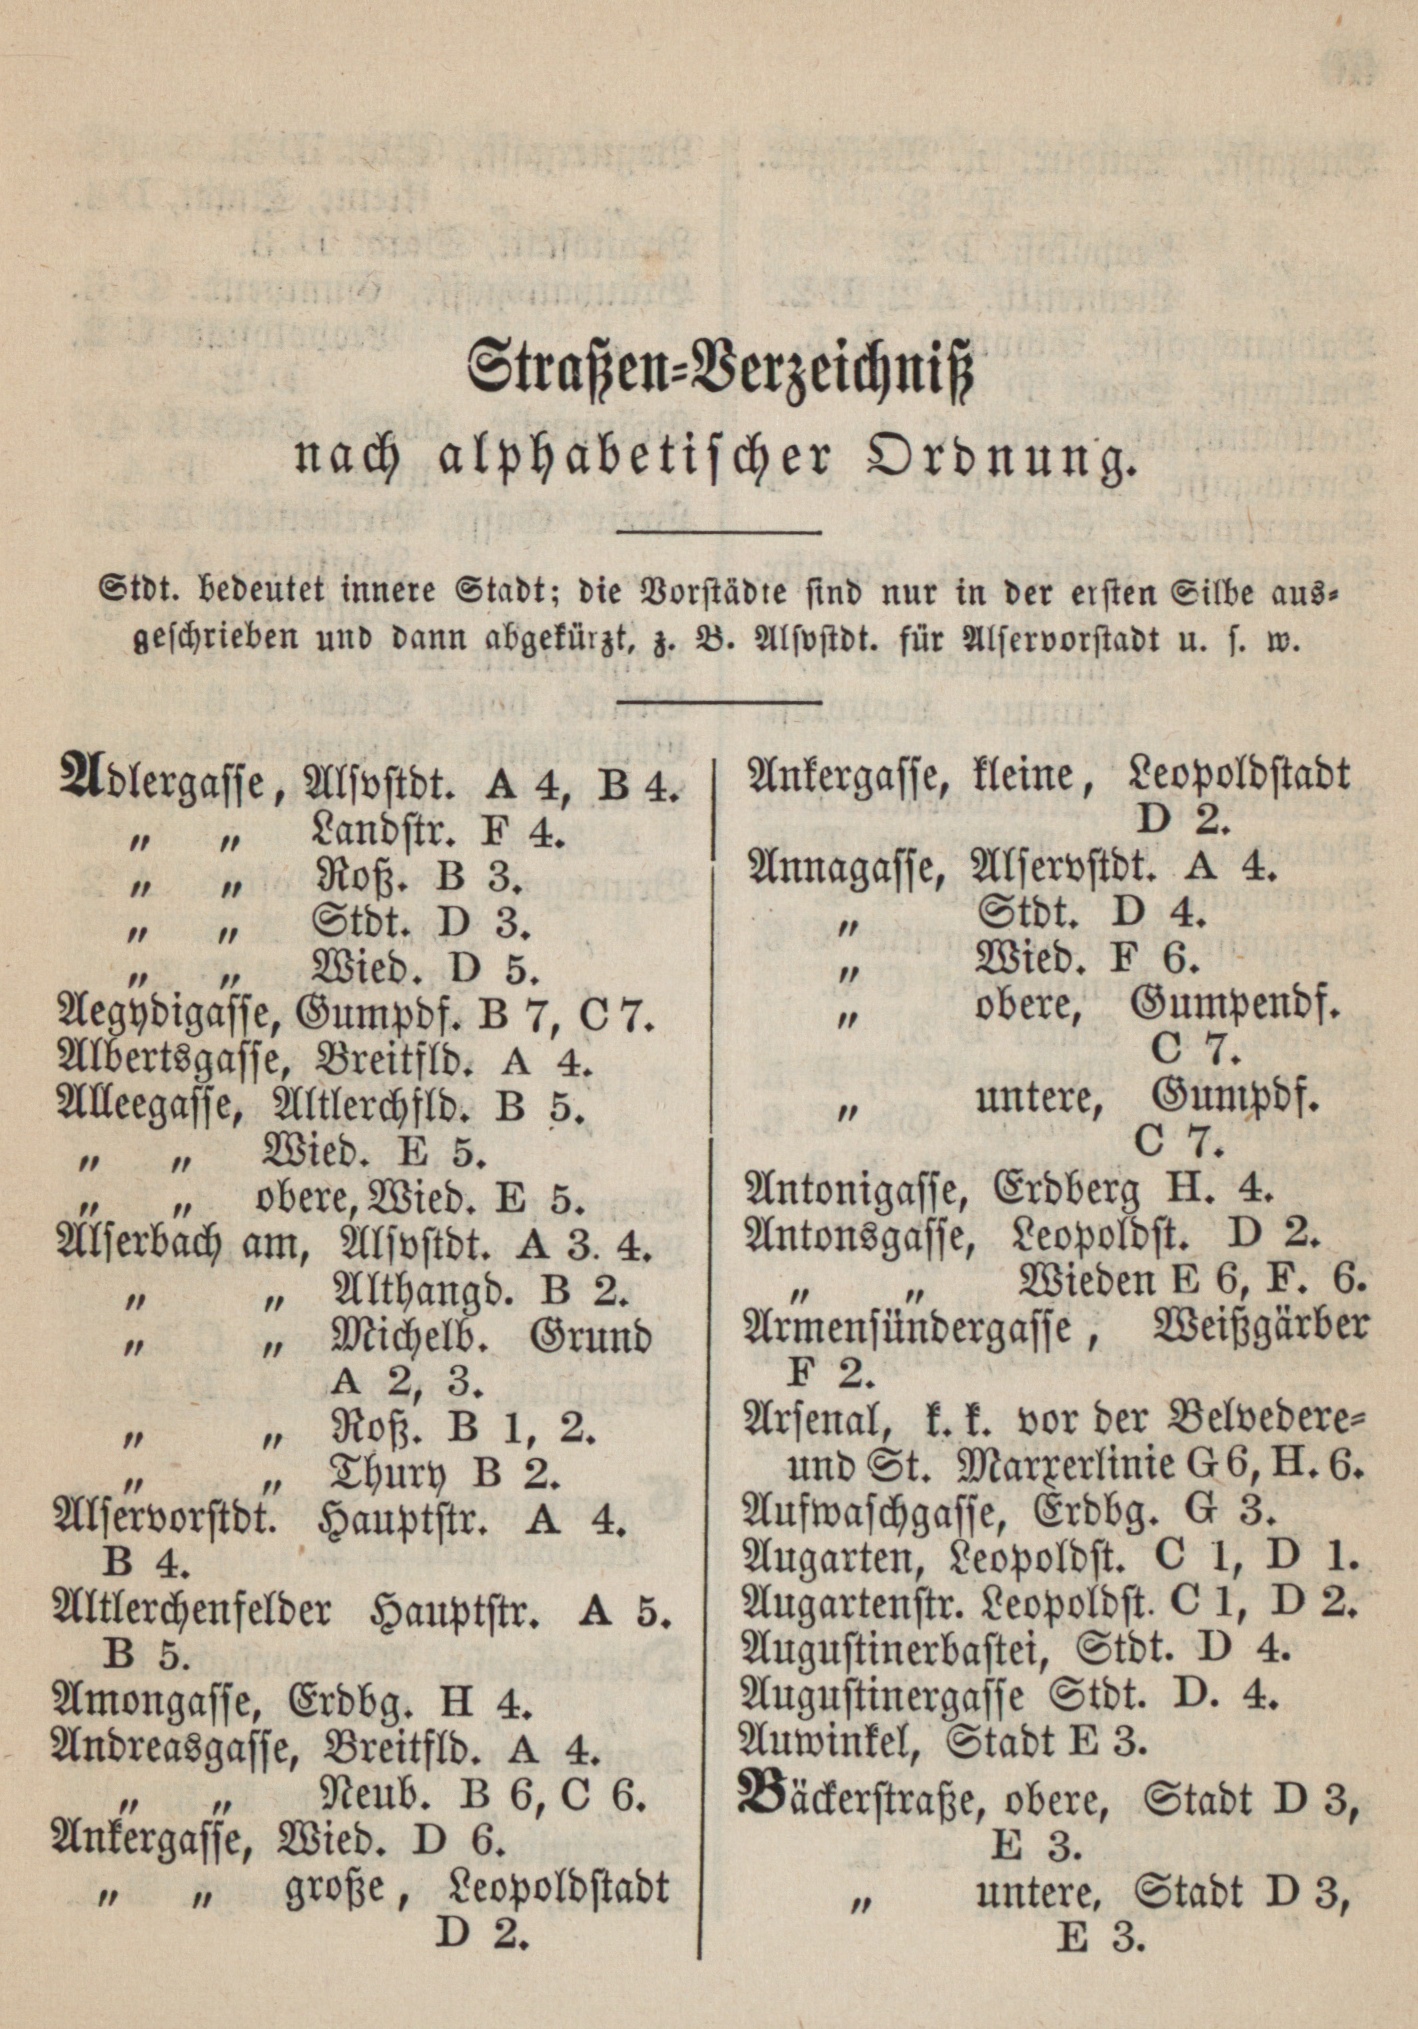 Straßen-Verzeichniß
nach alphabetischer Ordnung.
Stdt. bedeutet innere Stadt; die Vorstädte sind nur in der ersten Silbe aus-
geschrieben und dann abgekürzt, z. B. Alsvstdt. für Alservorstadt u. s. w.
Adlergasse, Alsvstdt. A 4, B 4.
„ „ Landstr. F 4.
„ „ Roß. B 3.
„ „ Stdt. D 3.
„ „ Wied. D 5.
Aegydigasse, Gumpdf. B 7, C 7.
Albertsgasse, Breitfld. A 4.
Alleegasse, Altlerchfld. B 5.
„ „ Wied. E 5.
„ „ obere, Wied. E 5.
Alserbach am, Alsvstdt. A 3. 4.
„ „ Althangd. B 2.
„ „ Michelb. Grund
A 2, 3.
„ „ Roß. B 1, 2.
„ „ Thury B 2.
Alservorstdt. Hauptstr. A 4.
B 4.
Altlerchenfelder Hauptstr. A 5.
B 5.
Amongasse, Erdbg. H 4.
Andreasgasse, Breitfld. A 4.
„ „ Neub. B 6, C 6.
Ankergasse, Wied. D 6.
„ „ große, Leopoldstadt
D 2.
Ankergasse, kleine, Leopoldstadt
D 2.
Annagasse, Alservstdt. A 4.
„ Stdt. D 4.
„ Wied. F 6.
„ obere, Gumpendf.
C 7.
„ untere, Gumpdf.
C 7.
Antonigasse, Erdberg H. 4.
Antonsgasse, Leopoldst. D 2.
„ „ Wieden E 6, F. 6.
Armensündergasse, Weißgärber
F 2.
Arsenal, k. k. vor der Belvedere-
und St. Marxerlinie G 6, H. 6.
Aufwaschgasse, Erdbg. G 3.
Augarten, Leopoldst. C 1, D 1.
Augartenstr. Leopoldst. C 1, D 2.
Augustinerbastei, Stdt. D 4.
Augustinergasse Stdt. D. 4.
Auwinkel, Stadt E 3.
Bäckerstraße, obere, Stadt D 3,
E 3.
„ untere, Stadt D 3,
E 3.